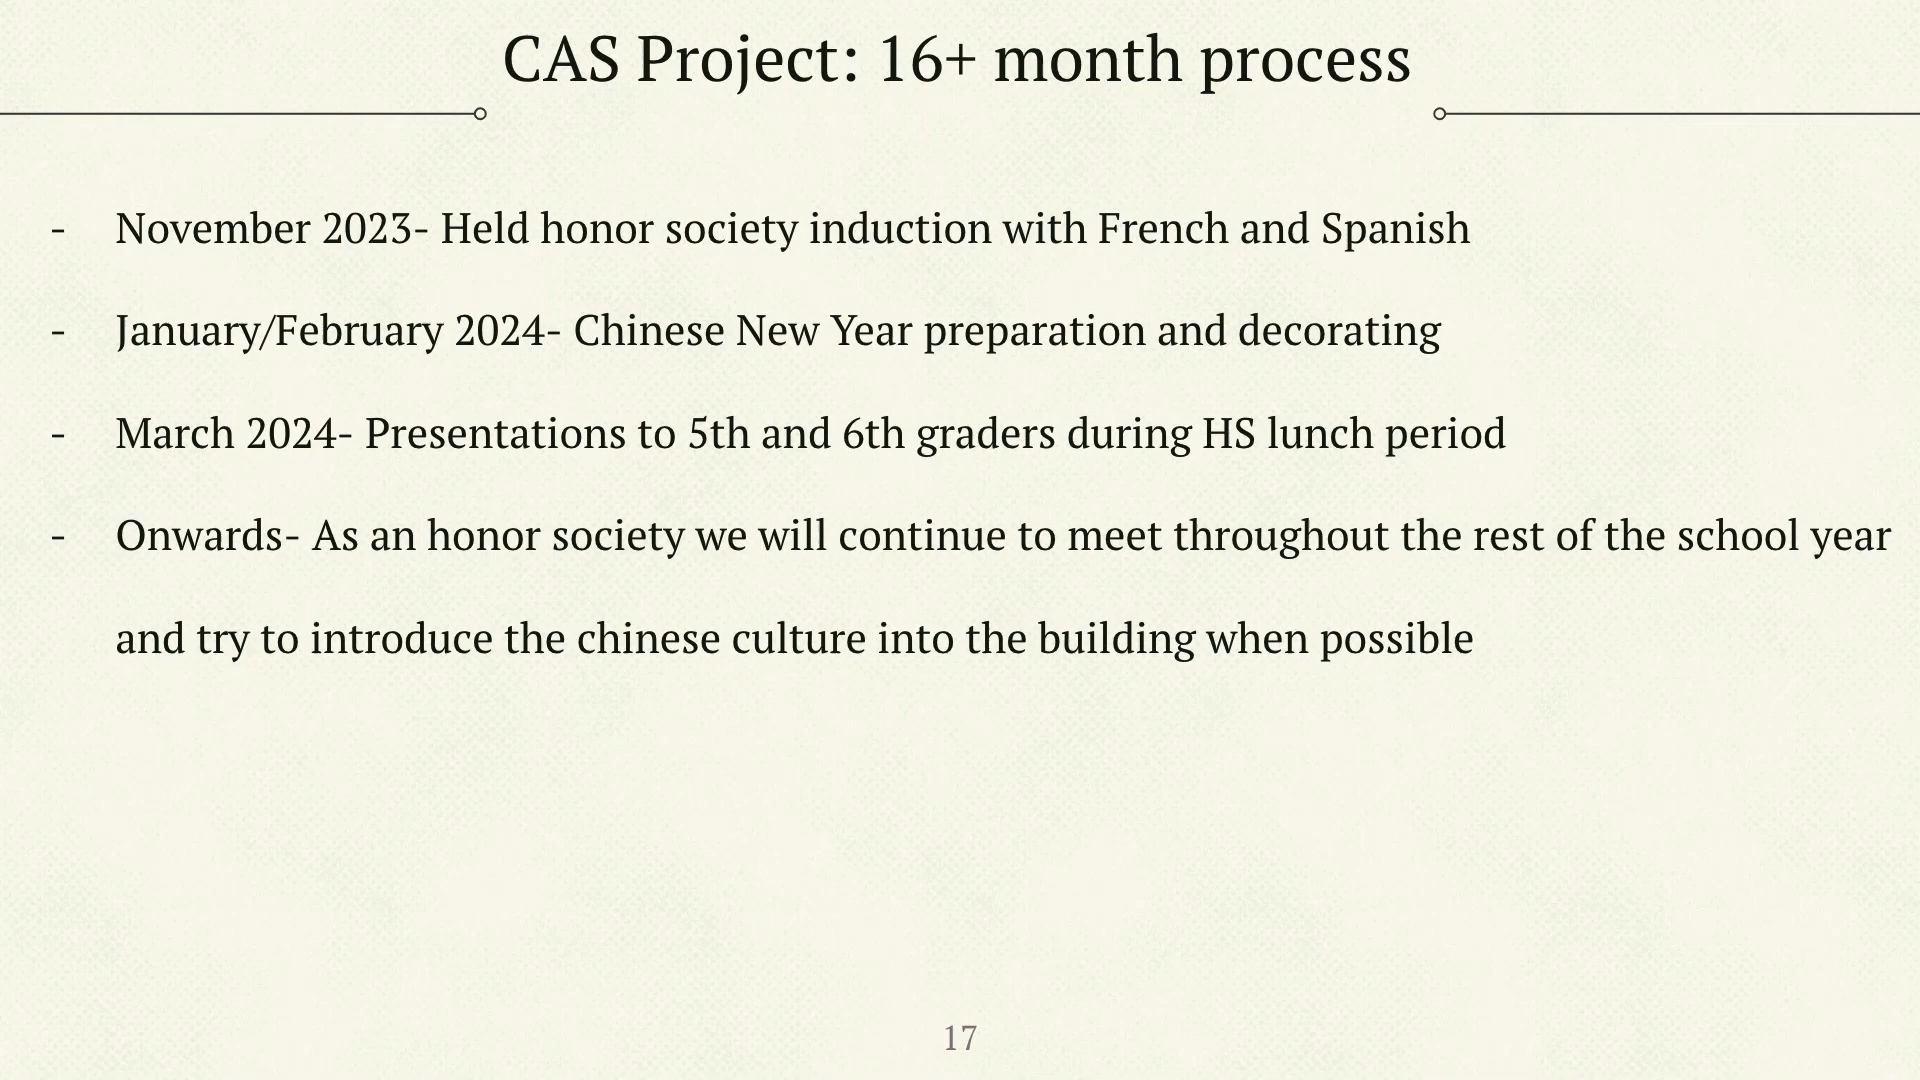 CAS Project: 16+ month process
- November 2023- Held honor society induction with French and Spanish
- January/February 2024- Chinese New Year preparation and decorating
- March 2024- Presentations to 5th and 6th graders during HS lunch period
- Onwards- As an honor society we will continue to meet throughout the rest of the school year
and try to introduce the chinese culture into the building when possible
17